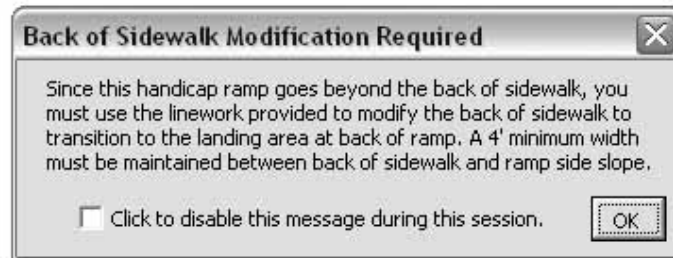 Back of Sidewalk Modification Required
Since this handicap ramp goes beyond the back of sidewalk, you
must use the linework provided to modify the back of sidewalk to
transition to the landing area at back of ramp. A 4' minimum width
must be maintained between back of sidewalk and ramp side slope.
Click to disable this message during this session.
OK